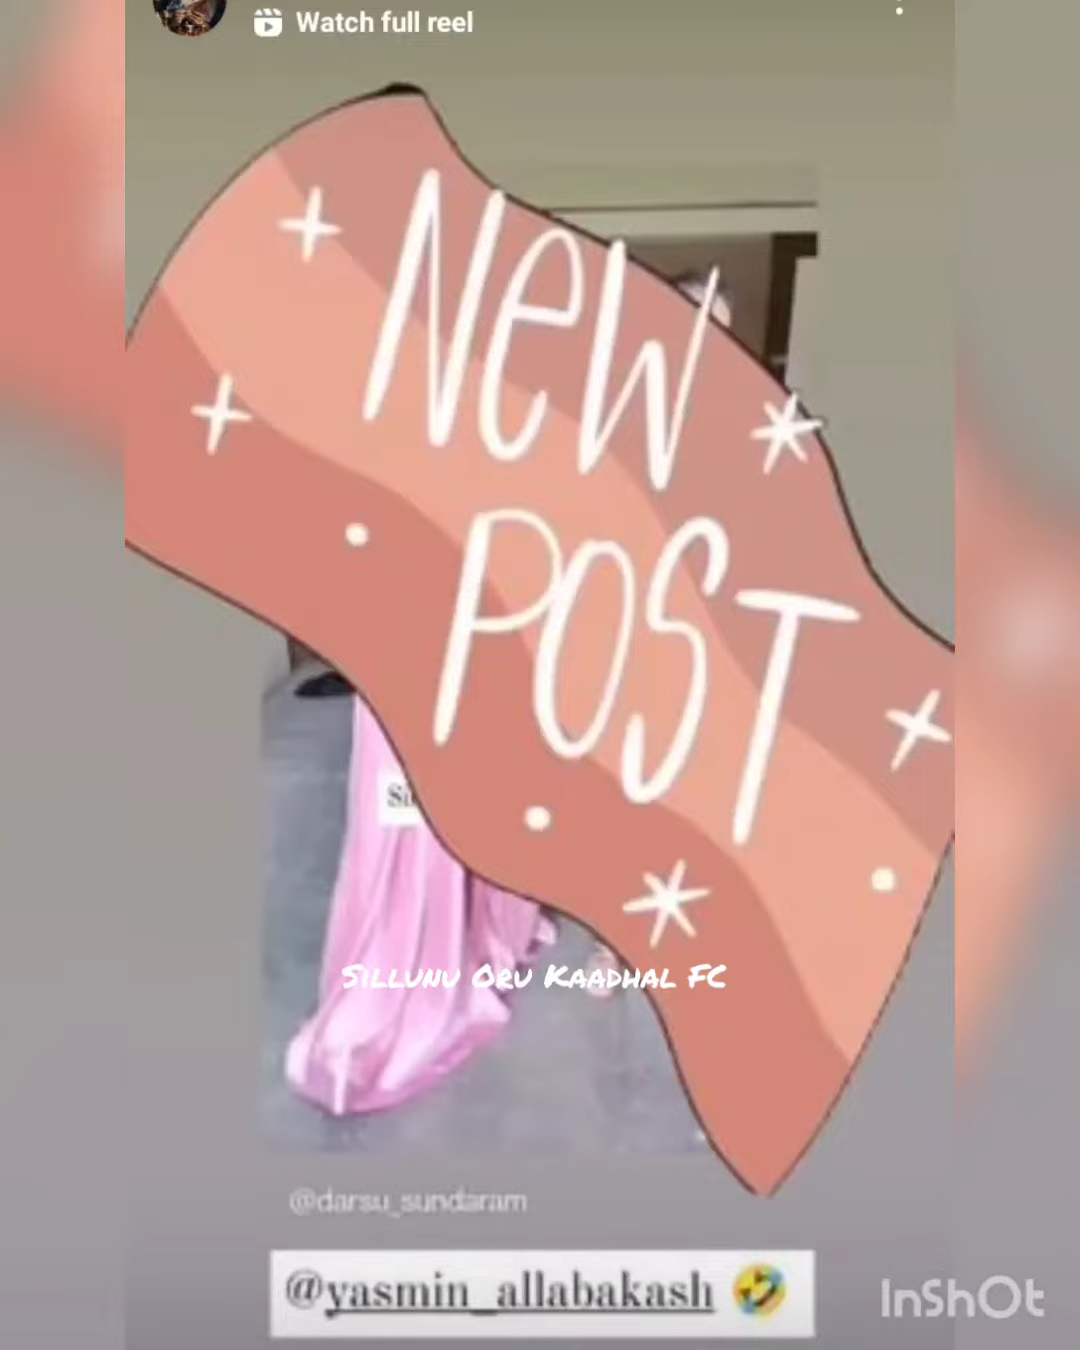 Watch full reel
New
Post
Sillunu Oru Kaadhal FC
@darsu_sundaram
@yasmin_allabakash 🤣
InShOt